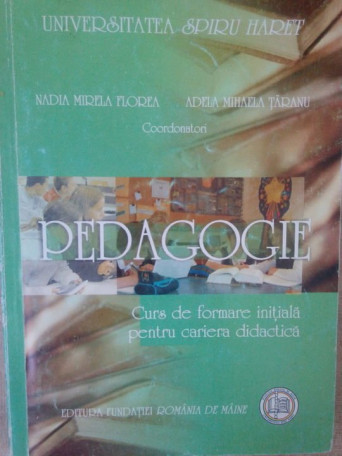 UNIVERSITATEA SPIRU HARET
NADIA MIRELA FLOREA ADELA MIHAELA ȚĂRANU
Coordonatori
PEDAGOGIE
Curs de formare inițială
pentru cariera didactică
EDITURA FUNDAȚIEI ROMÂNIA DE MÂINE